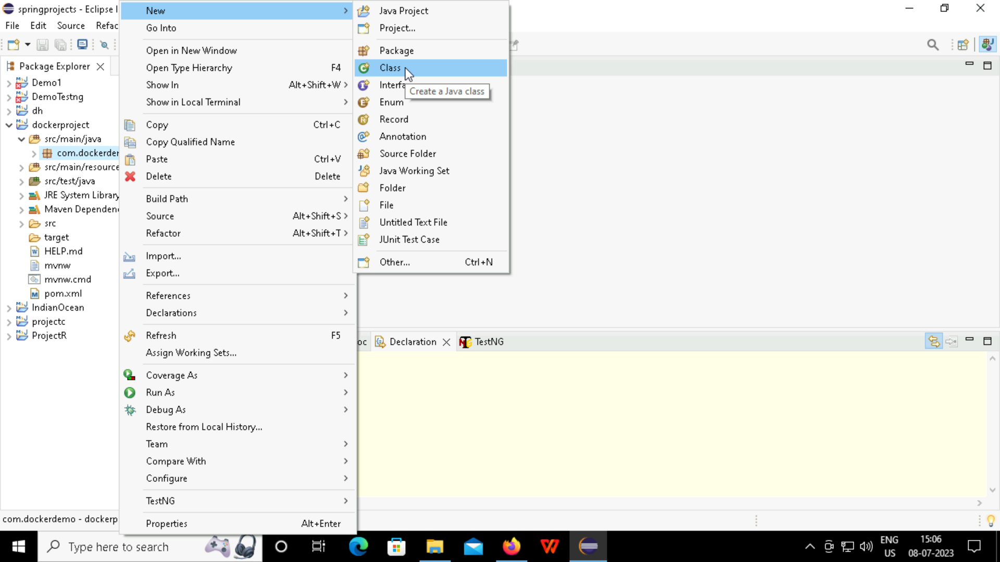 springprojects - Eclipse I
File Edit Source Refac
Package Explorer
Demo1
DemoTestng
dh
dockerproject
src/main/java
com.dockerder
src/main/resource
src/test/java
JRE System Library
Maven Dependen
src
target
HELP.md
mvnw
mvnw.cmd
pom.xml
IndianOcean
projectc
ProjectR
New
Go Into
Open in New Window
Open Type Hierarchy F4
Show In Alt+Shift+W
Show in Local Terminal
Copy Ctrl+C
Copy Qualified Name
Paste Ctrl+V
Delete Delete
Build Path
Source Alt+Shift+S
Refactor Alt+Shift+T
Import...
Export...
References
Declarations
Refresh F5
Assign Working Sets...
Coverage As
Run As
Debug As
Restore from Local History...
Team
Compare With
Configure
TestNG
Properties Alt+Enter
Java Project
Project...
Package
Class
Interfa
Create a Java class
Enum
Record
Annotation
Source Folder
Java Working Set
Folder
File
Untitled Text File
JUnit Test Case
Other... Ctrl+N
oc Declaration TestNG
com.dockerdemo - dockerp
Type here to search
ENG
US
15:06
08-07-2023